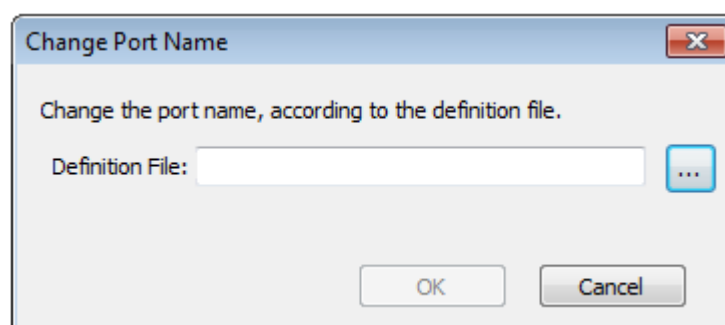 Change Port Name
Change the port name, according to the definition file.
Definition File:
...
OK
Cancel